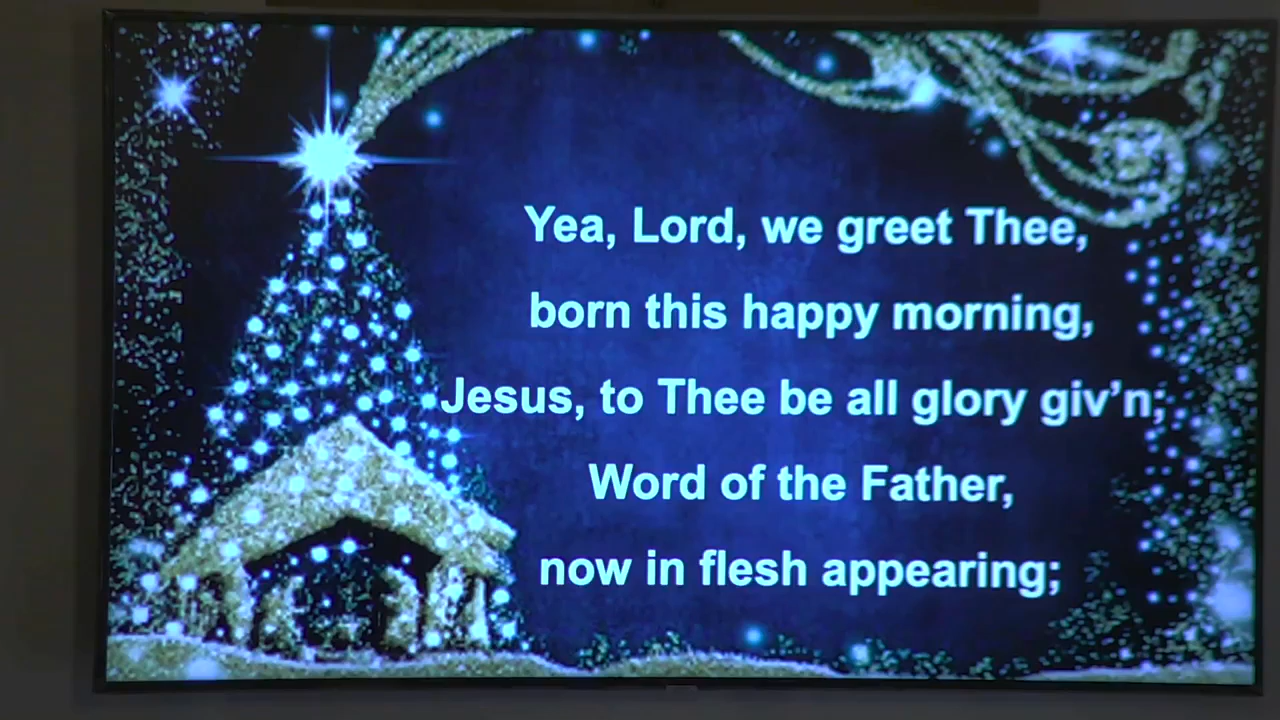 Yea, Lord, we greet Thee,
born this happy morning,
Jesus, to Thee be all glory giv’n;
Word of the Father,
now in flesh appearing;